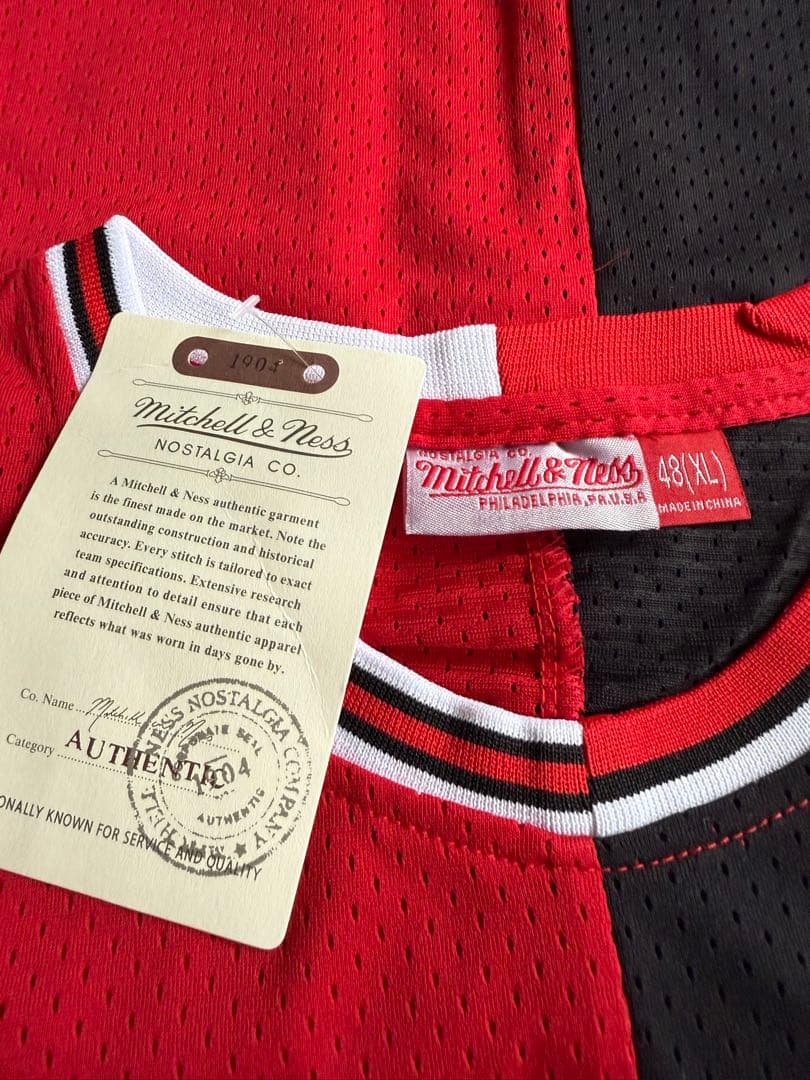 1904
Mitchell & Ness
NOSTALGIA CO.
A Mitchell & Ness authentic garment
is the finest made on the market. Note the
outstanding construction and historical
accuracy. Every stitch is tailored to exact
team specifications. Extensive research
and attention to detail ensure that each
piece of Mitchell & Ness authentic apparel
reflects what was worn in days gone by.
Co. Name
Category AUTHENTIC
NESS NOSTALGIA COMPANY
SEAL
AUTHENTIC
ONALLY KNOWN FOR SERVICE AND QUALITY
NOSTALGIA CO.
Mitchell & Ness
PHILADELPHIA, PA. U.S.A
48(XL)
MADE IN CHINA